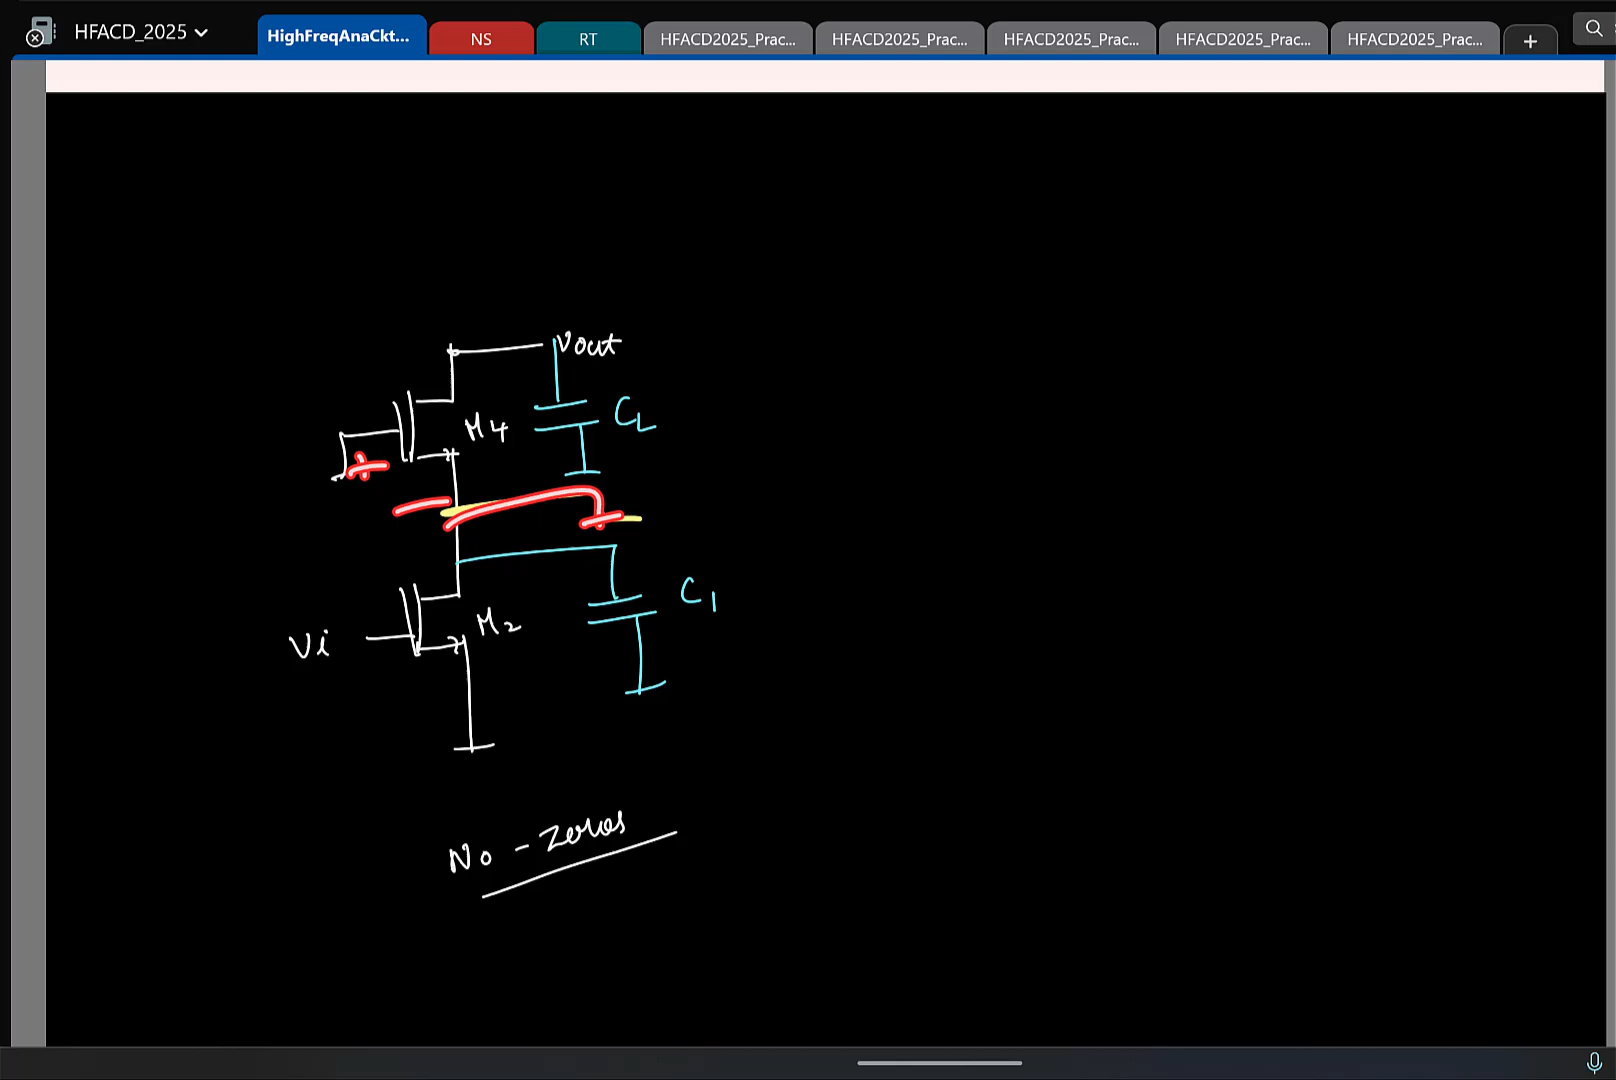 HFACD_2025
HighFreqAnaCkt...
NS
RT
HFACD2025_Prac...
HFACD2025_Prac...
HFACD2025_Prac...
HFACD2025_Prac...
HFACD2025_Prac...
Vout
CL
M4
C1
M2
Vi
No - Zeros